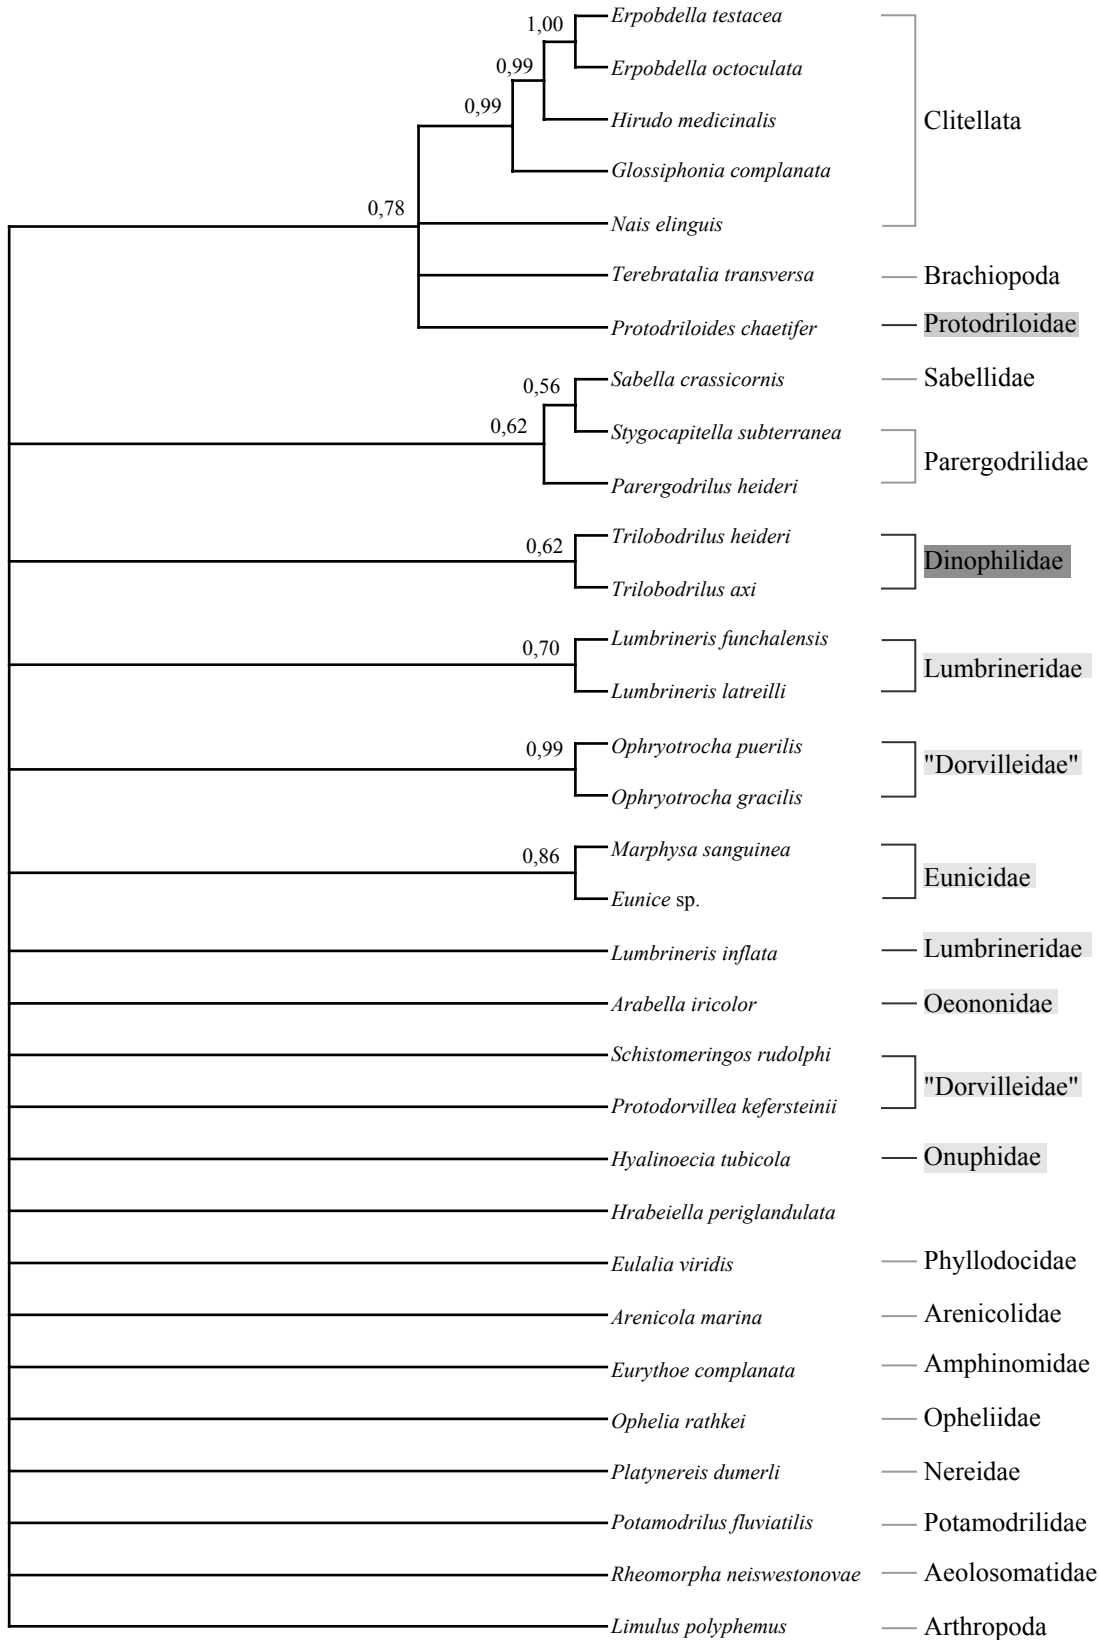 1,00
Erpobdella testacea
0,99
Erpobdella octoculata
0,99
Hirudo medicinalis
Clitellata
Glossiphonia complanata
0,78
Nais elinguis
Terebratalia transversa
Brachiopoda
Protodriloides chaetifer
Protodriloidae
0,56
Sabella crassicornis
Sabellidae
0,62
Stygocapitella subterranea
Parergodrilidae
Parergodrilus heideri
0,62
Trilobodrilus heideri
Dinophilidae
Trilobodrilus axi
0,70
Lumbrineris funchalensis
Lumbrineridae
Lumbrineris latreilli
0,99
Ophryotrocha puerilis
"Dorvilleidae"
Ophryotrocha gracilis
0,86
Marphysa sanguinea
Eunicidae
Eunice sp.
Lumbrineris inflata
Lumbrineridae
Arabella iricolor
Oeononidae
Schistomeringos rudolphi
"Dorvilleidae"
Protodorvillea kefersteinii
Hyalinoecia tubicola
Onuphidae
Hrabeiella periglandulata
Eulalia viridis
Phyllodocidae
Arenicola marina
Arenicolidae
Eurythoe complanata
Amphinomidae
Ophelia rathkei
Opheliidae
Platynereis dumerli
Nereidae
Potamodrilus fluviatilis
Potamodrilidae
Rheomorpha neiswestonovae
Aeolosomatidae
Limulus polyphemus
Arthropoda